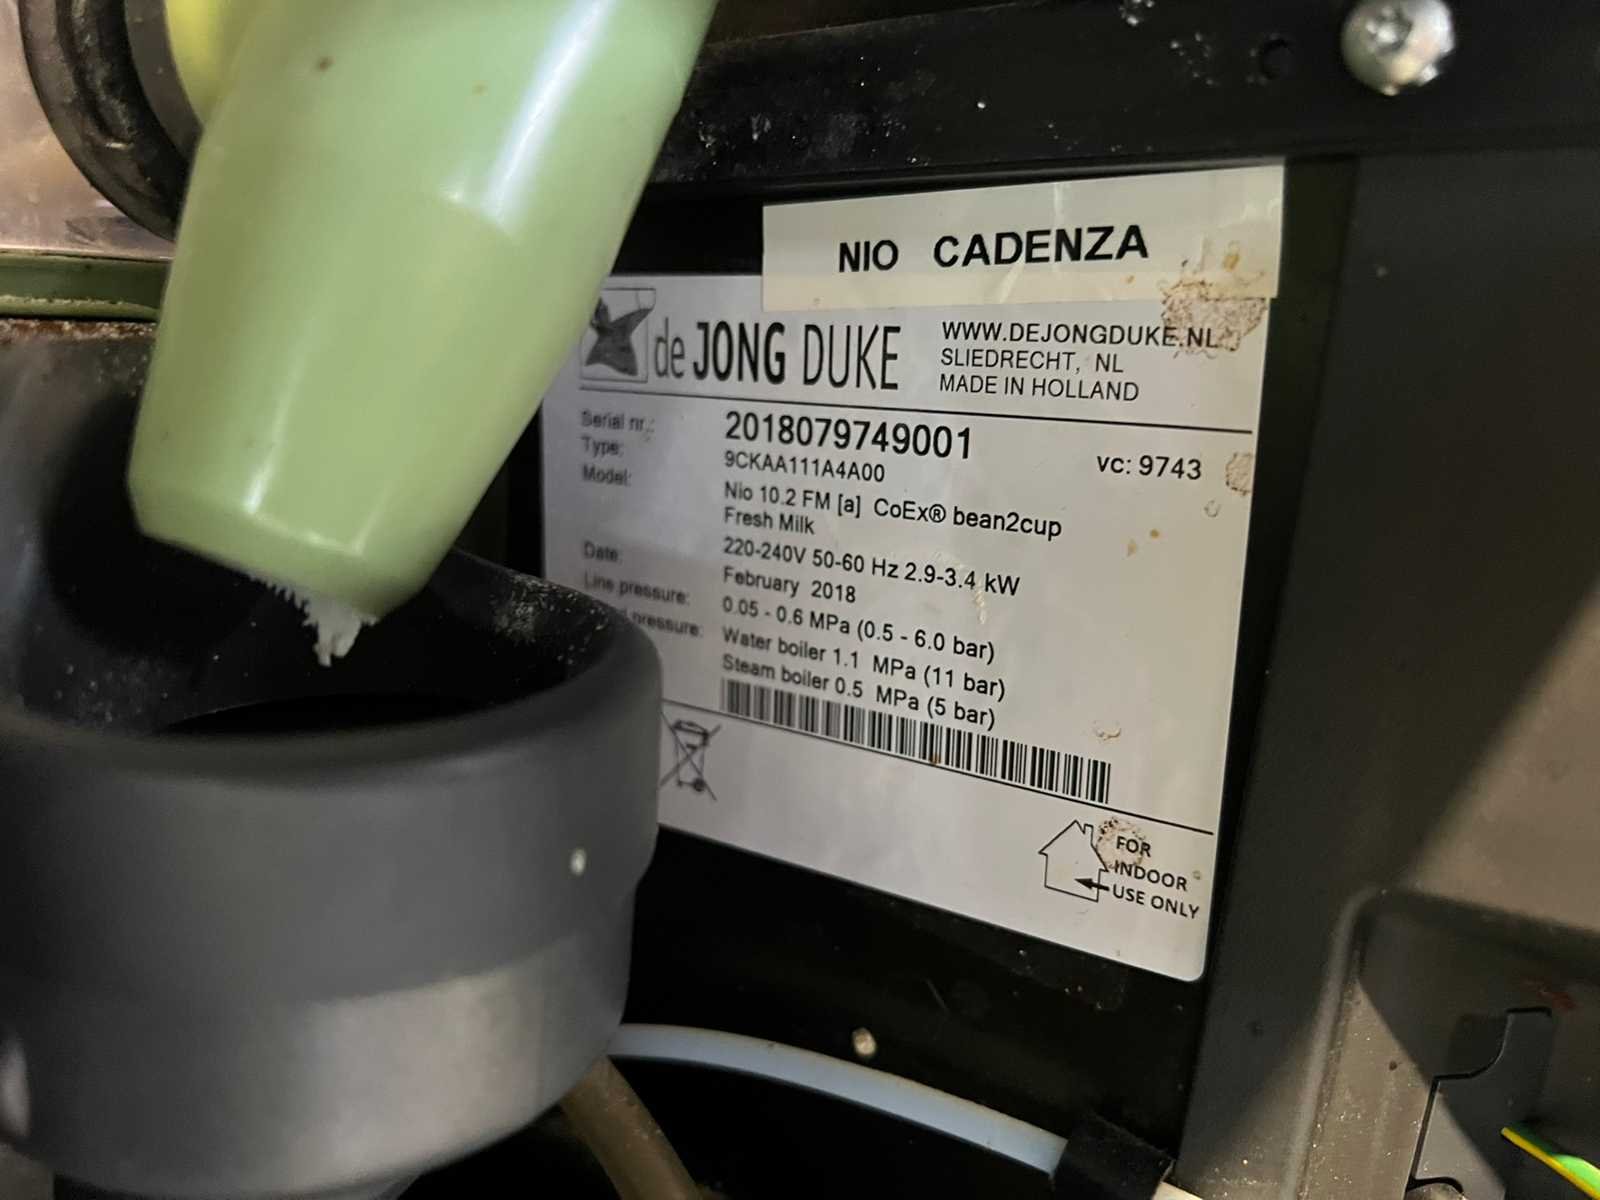 NIO CADENZA
de JONG DUKE
WWW.DEJONGDUKE.NL
SLIEDRECHT, NL
MADE IN HOLLAND
Serial nr.: 2018079749001 vc: 9743
Type: 9CKAA111A4A00
Model: Nio 10.2 FM [a] CoEx® bean2cup
Fresh Milk
220-240V 50-60 Hz 2.9-3.4 kW
Date: February 2018
Line pressure: 0.05 - 0.6 MPa (0.5 - 6.0 bar)
pressure: Water boiler 1.1 MPa (11 bar)
Steam boiler 0.5 MPa (5 bar)
FOR
INDOOR
USE ONLY